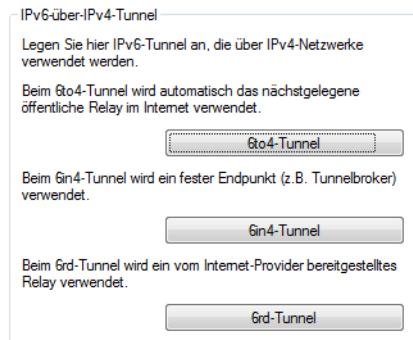 IPv6-über-IPv4-Tunnel
Legen Sie hier IPv6-Tunnel an, die über IPv4-Netzwerke
verwendet werden.
Beim 6to4-Tunnel wird automatisch das nächstgelegene
öffentliche Relay im Internet verwendet.
6to4-Tunnel
Beim 6in4-Tunnel wird ein fester Endpunkt (z.B. Tunnelbroker)
verwendet.
6in4-Tunnel
Beim 6rd-Tunnel wird ein vom Internet-Provider bereitgestelltes
Relay verwendet.
6rd-Tunnel